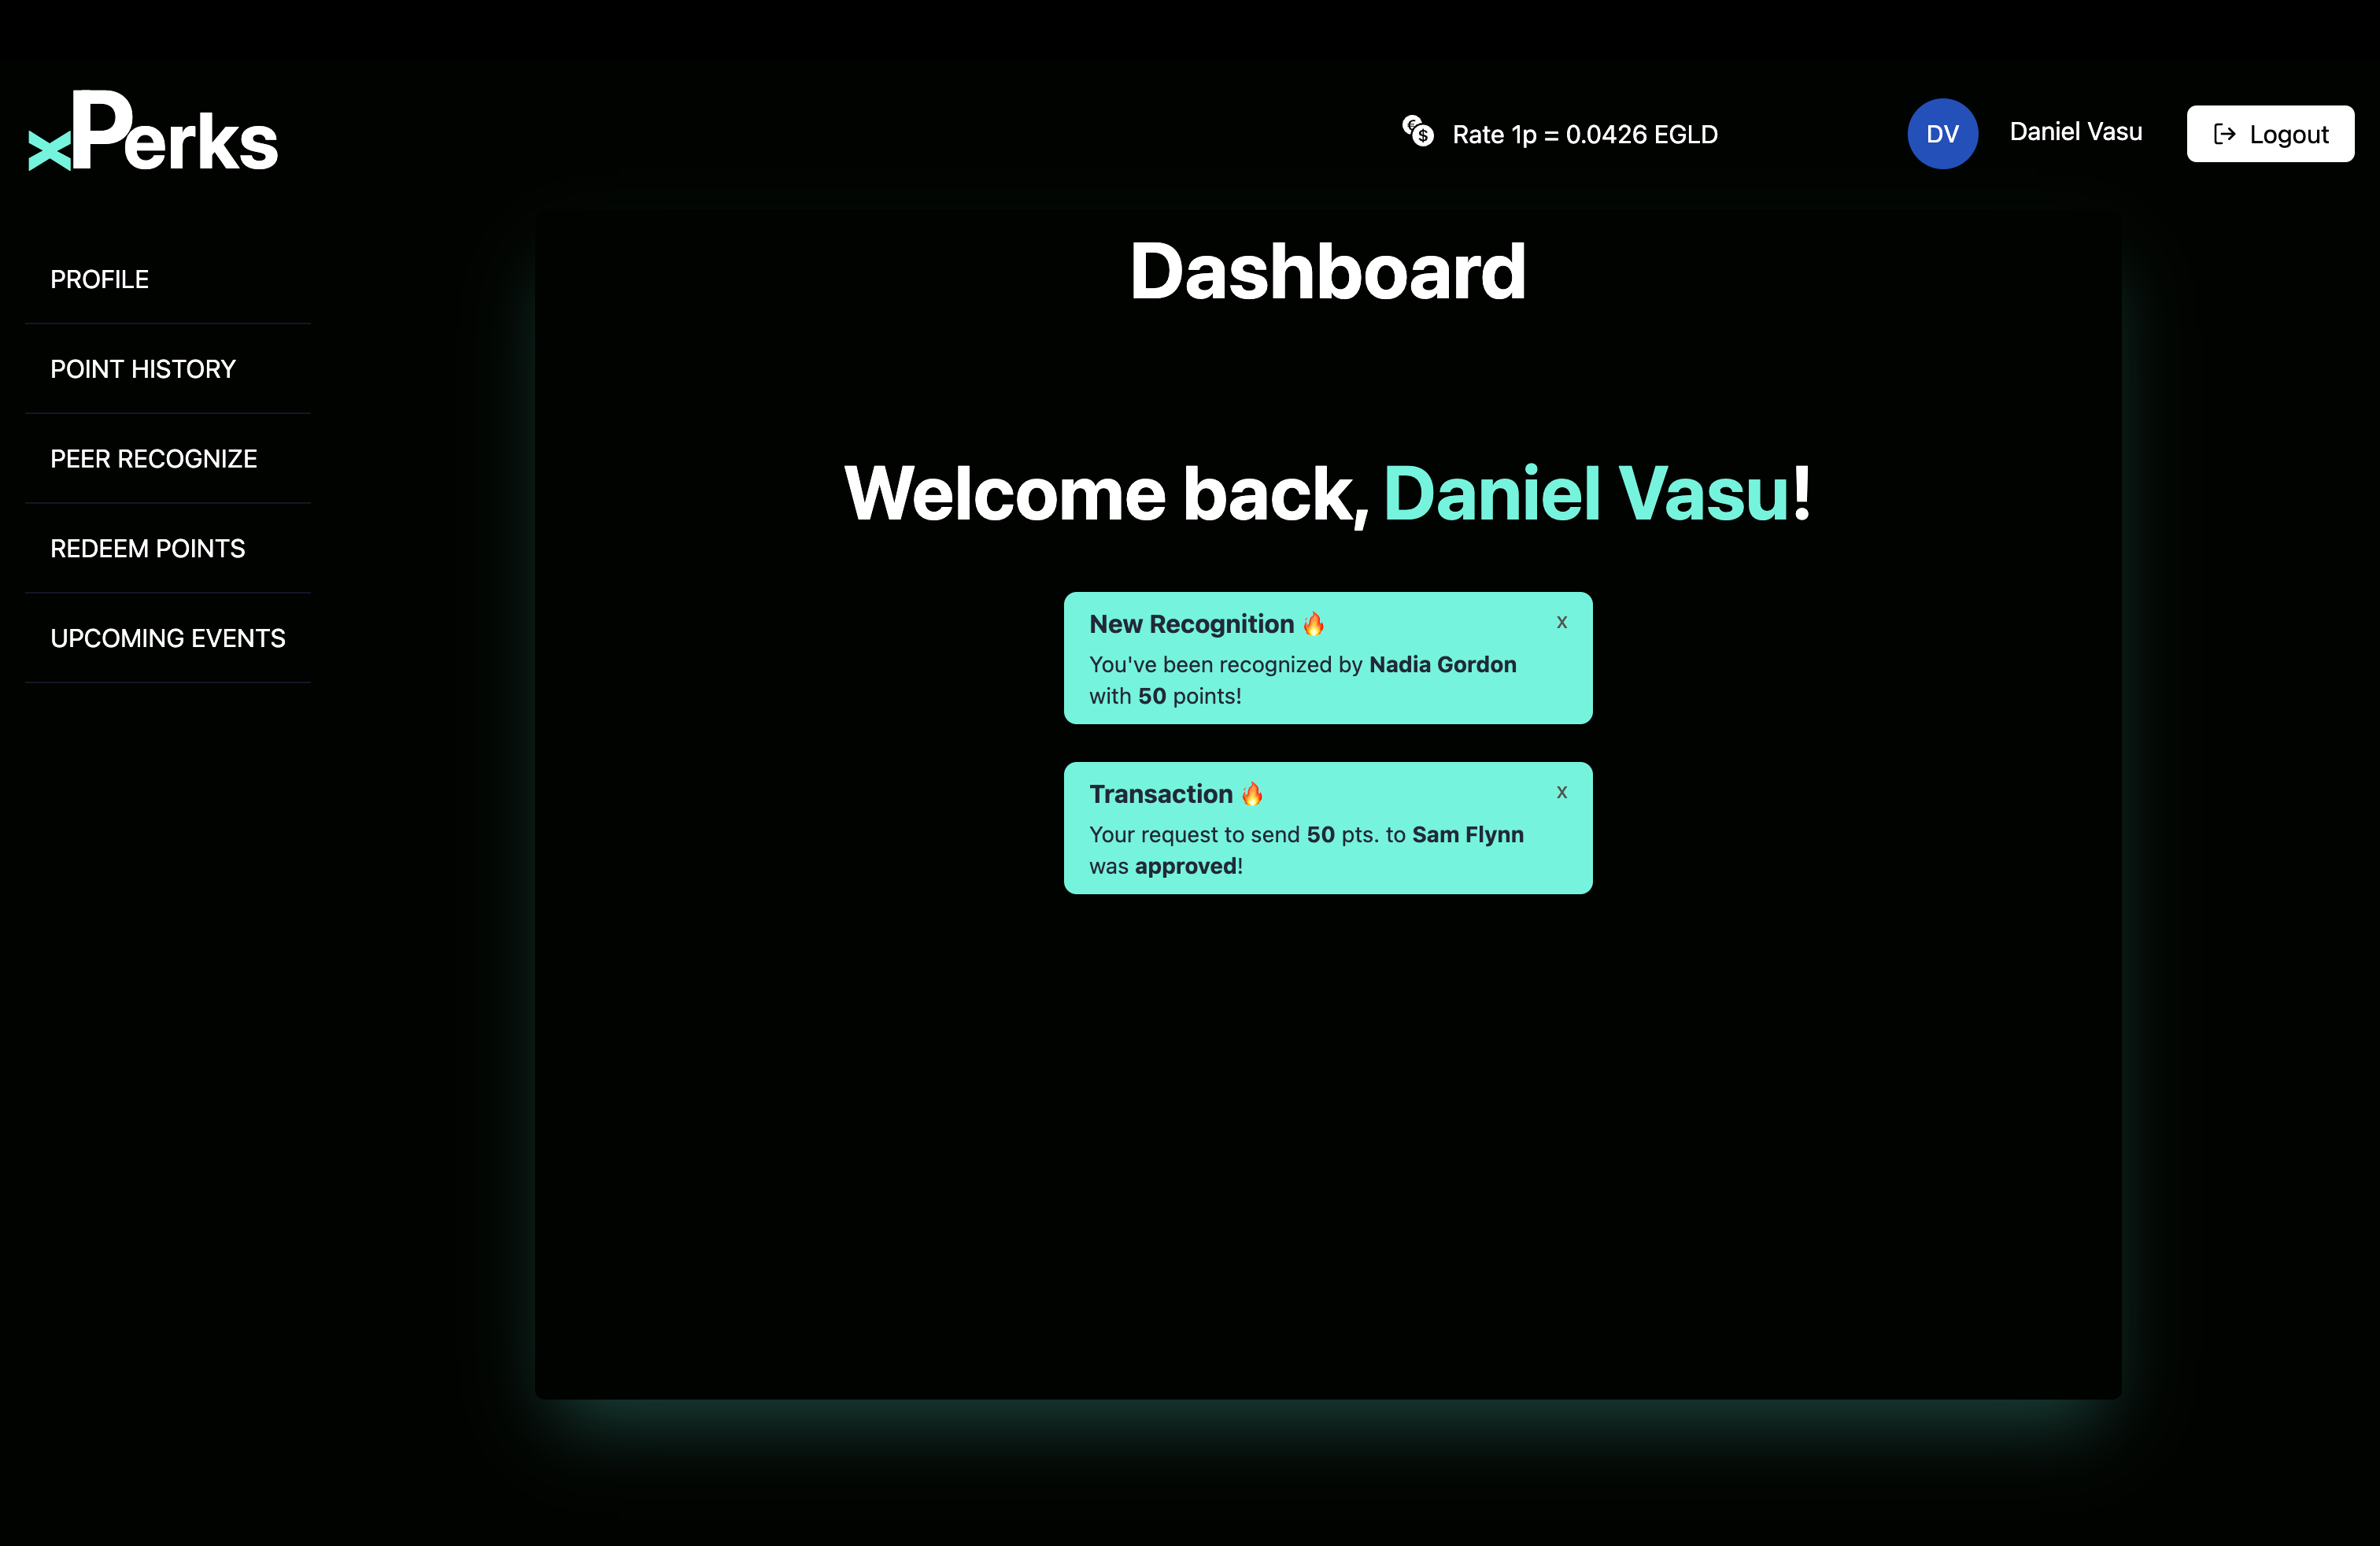 xPerks
Rate 1p = 0.0426 EGLD
DV
Daniel Vasu
Logout
PROFILE
POINT HISTORY
PEER RECOGNIZE
REDEEM POINTS
UPCOMING EVENTS
Dashboard
Welcome back, Daniel Vasu!
New Recognition 🔥
x
You've been recognized by Nadia Gordon
with 50 points!
Transaction 🔥
x
Your request to send 50 pts. to Sam Flynn
was approved!